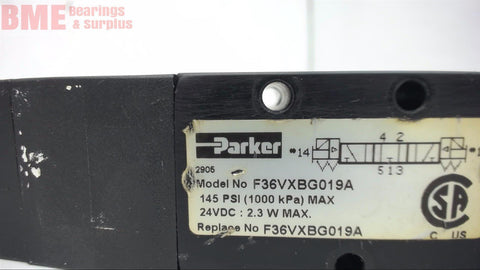 BME Bearings
& Surplus
Parker
4 2
14
1
5 1 3
2905
Model No F36VXBG019A
145 PSI (1000 kPa) MAX
24VDC : 2.3 W MAX.
Replace No F36VXBG019A
C US